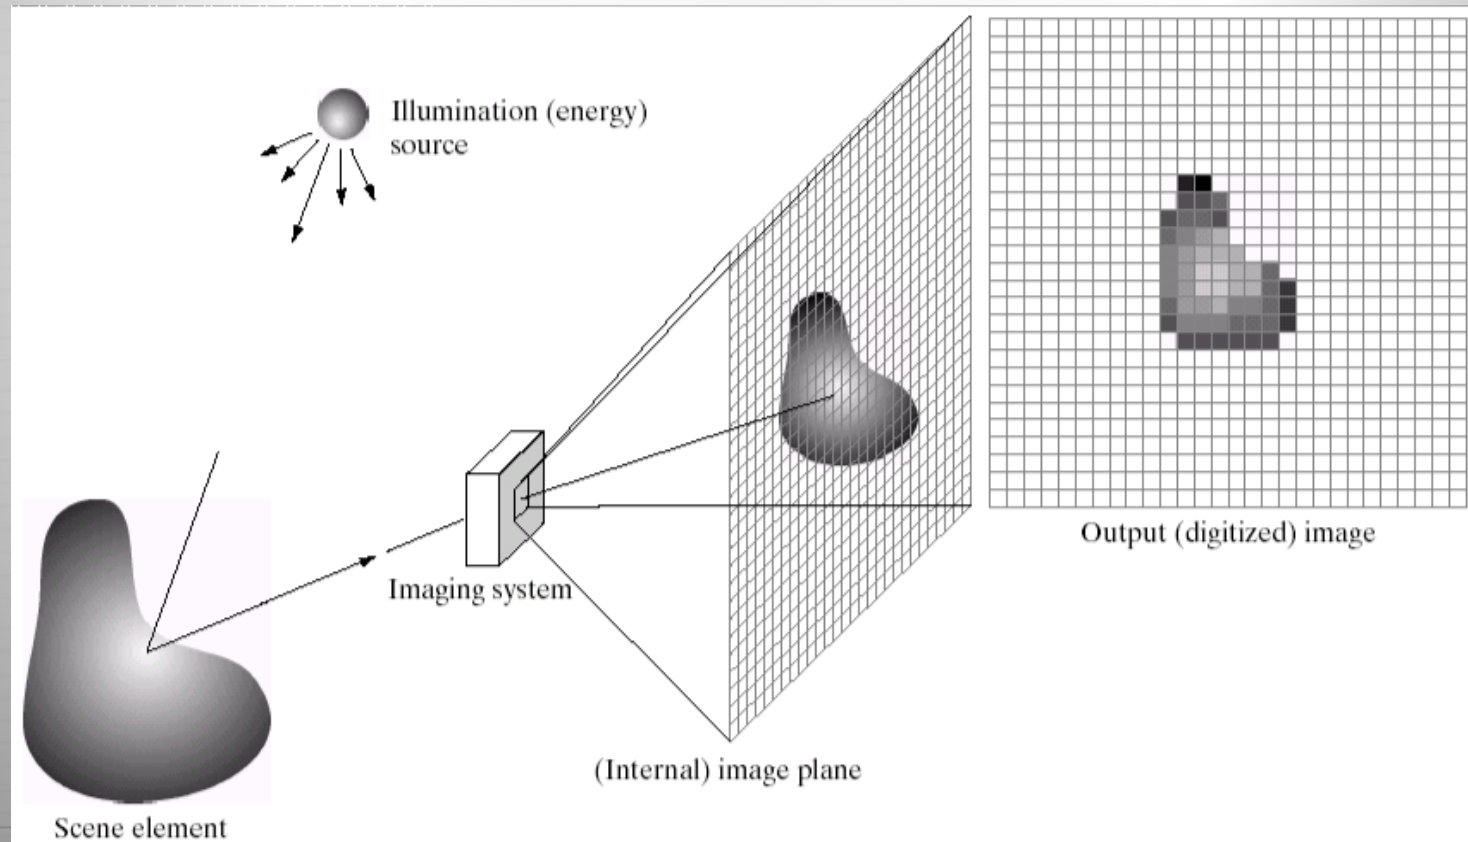 Illumination (energy)
source
Output (digitized) image
Imaging system
(Internal) image plane
Scene element